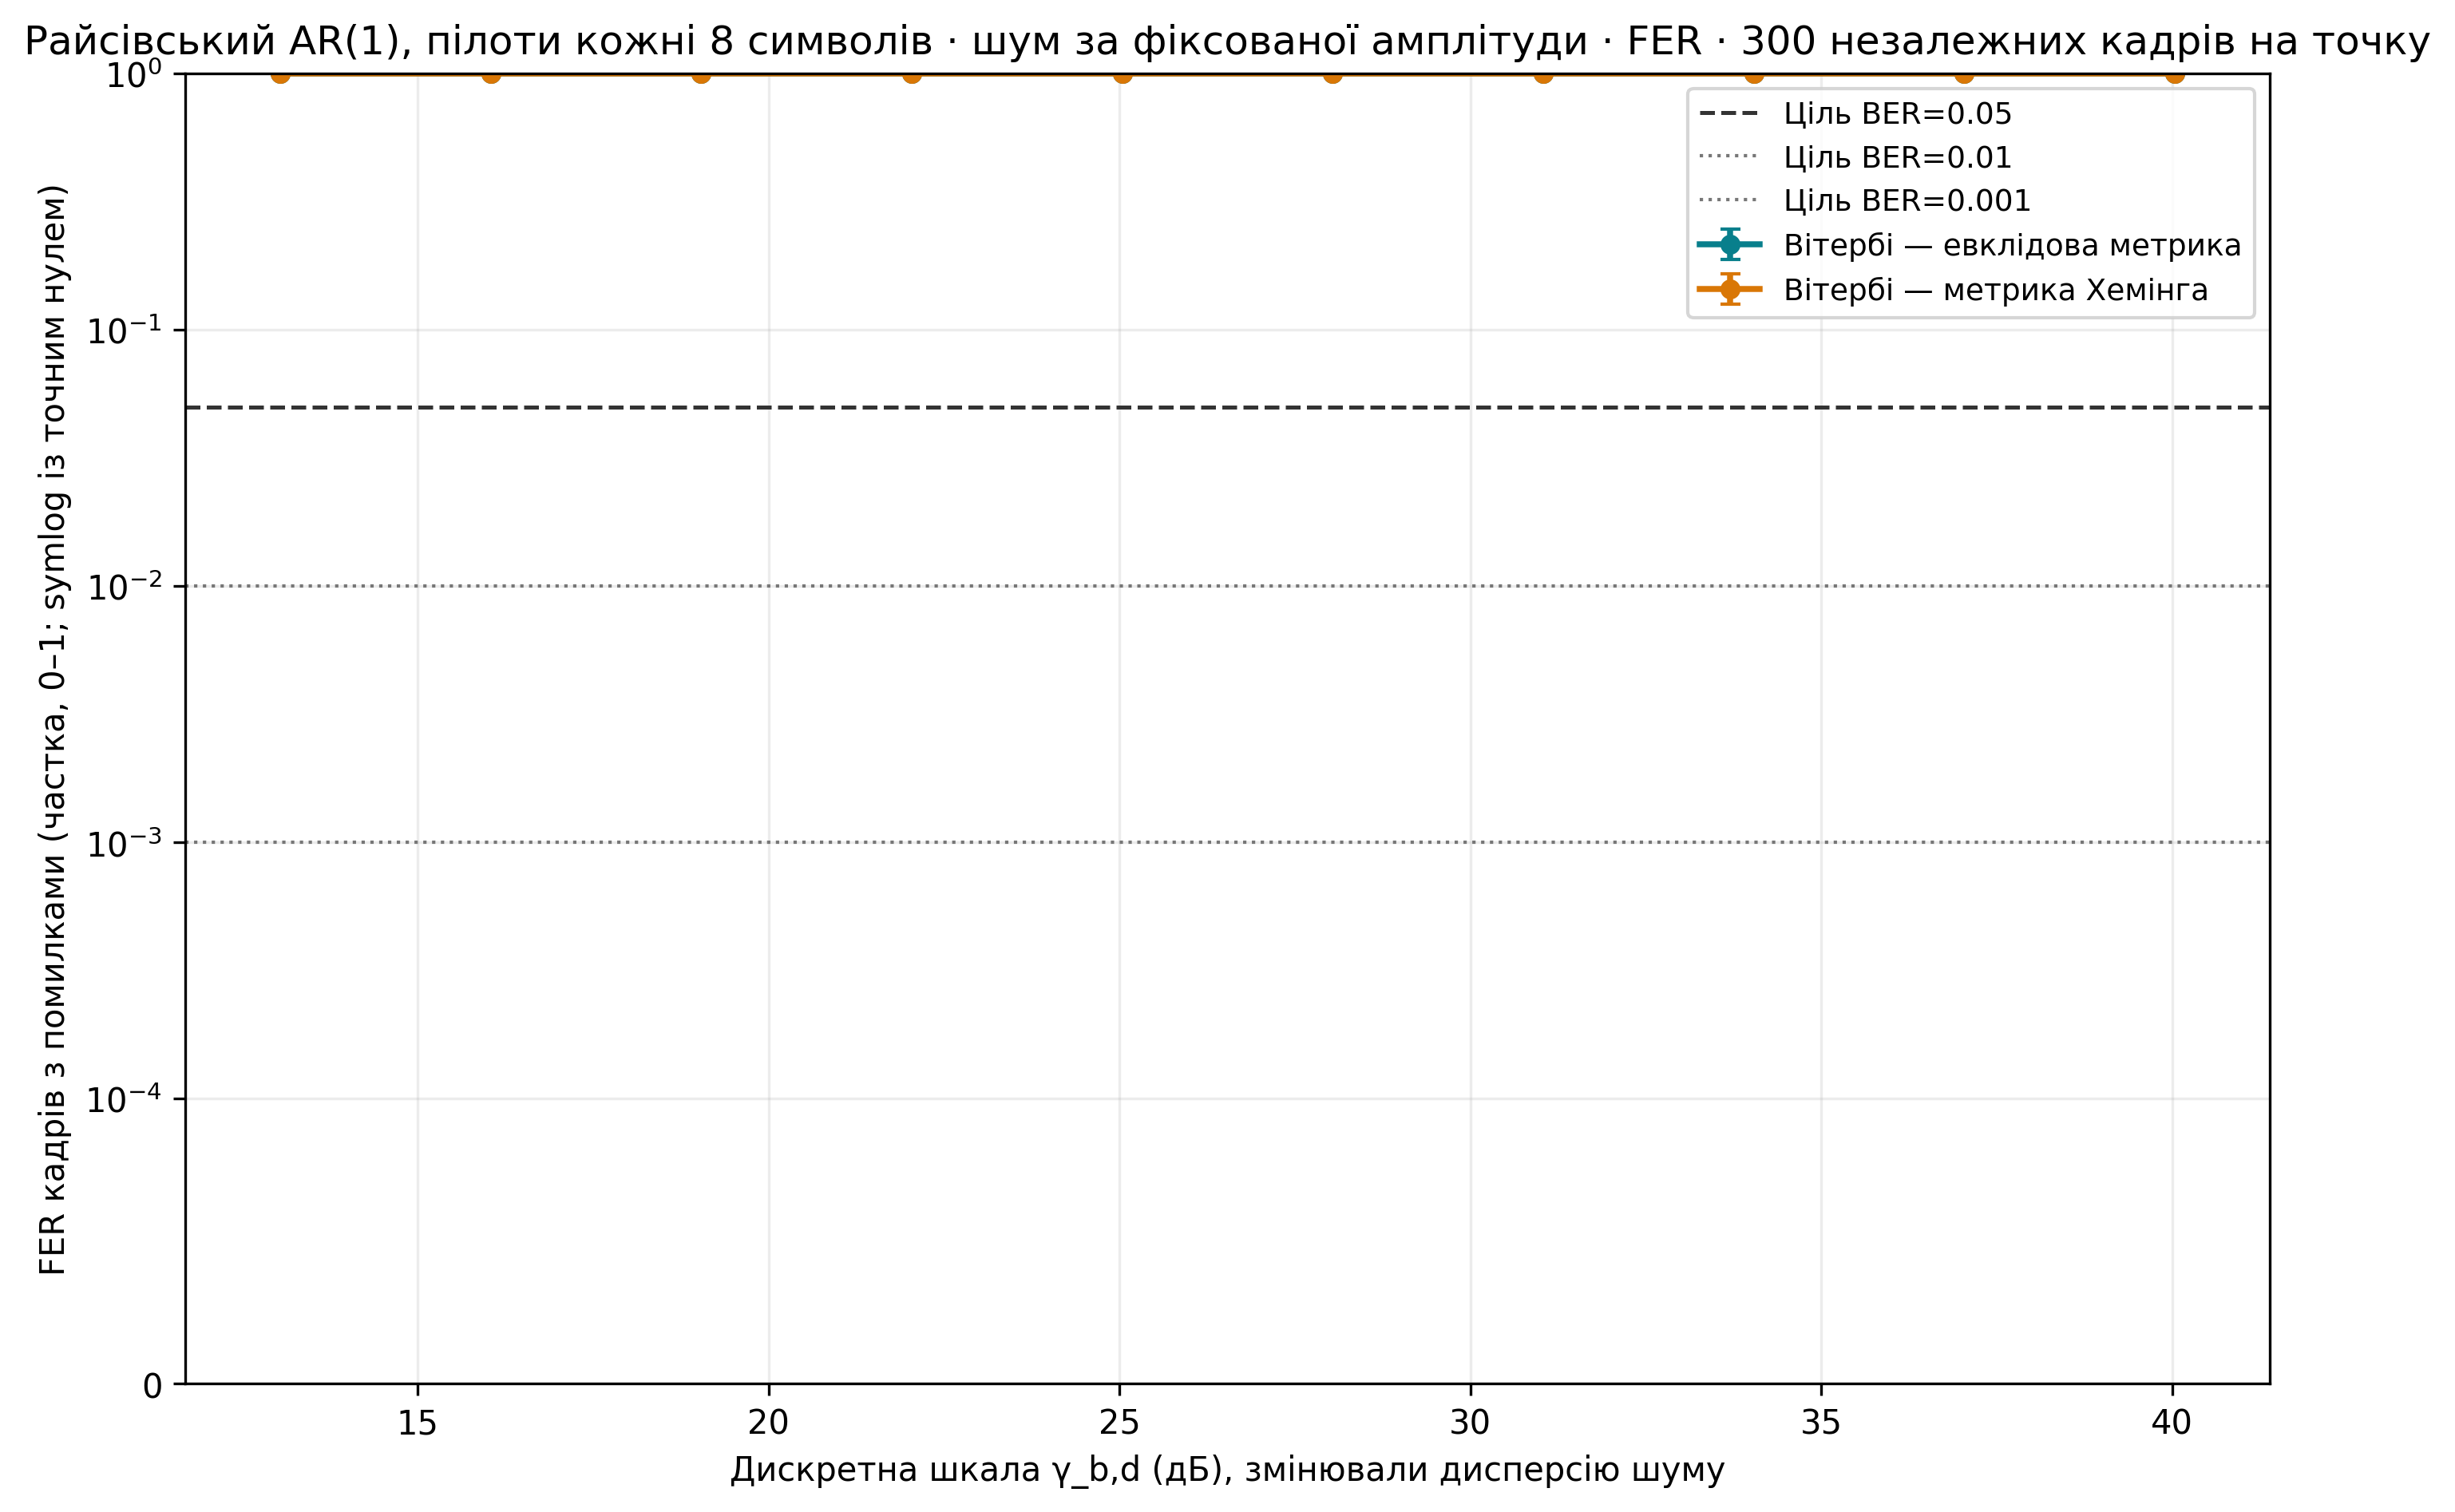 Райсівський AR(1), пілоти кожні 8 символів · шум за фіксованої амплітуди · FER · 300 незалежних кадрів на точку
FER кадрів з помилками (частка, 0–1; symlog із точним нулем)
10⁰
10⁻¹
10⁻²
10⁻³
10⁻⁴
0
Ціль BER=0.05
Ціль BER=0.01
Ціль BER=0.001
Вітербі — евклідова метрика
Вітербі — метрика Хемінга
15 20 25 30 35 40
Дискретна шкала γ_b,d (дБ), змінювали дисперсію шуму